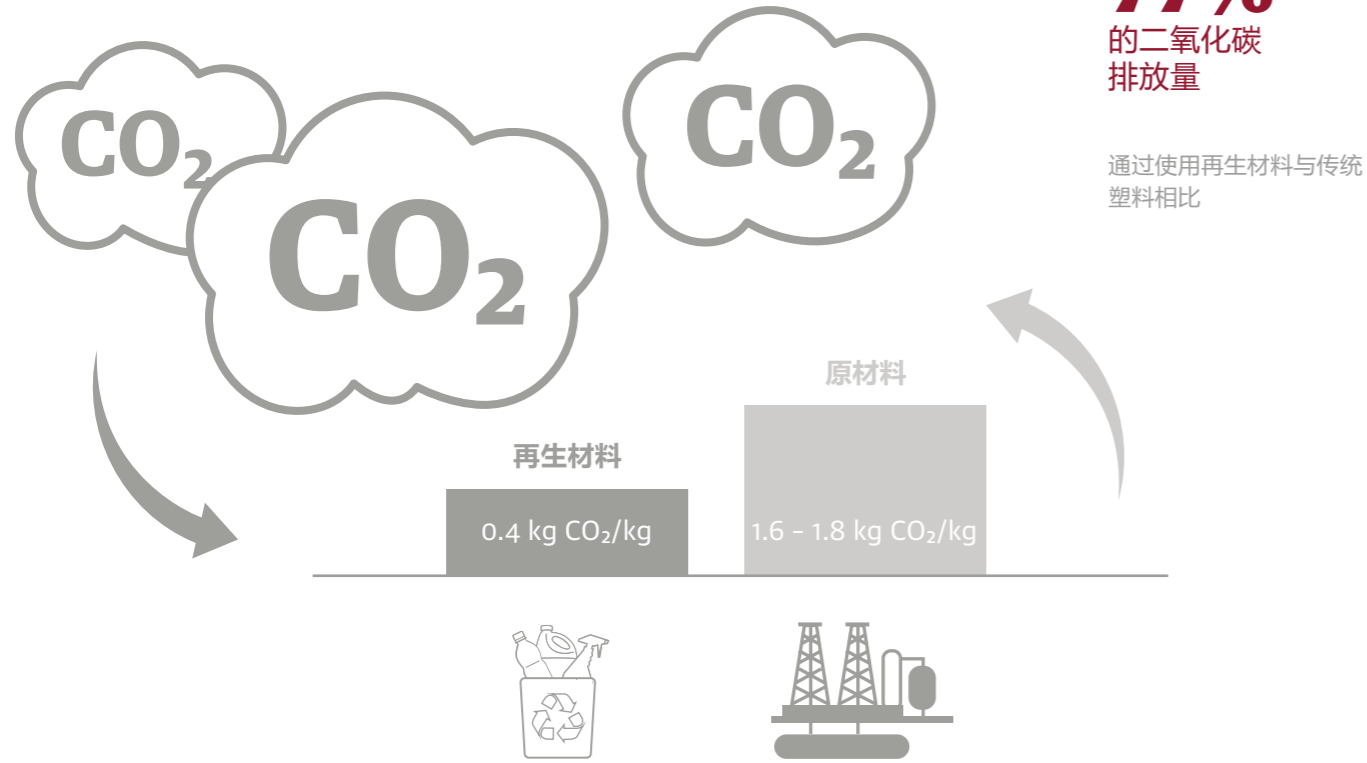 CO₂
CO₂
CO₂
的二氧化碳
排放量
通过使用再生材料与传统
塑料相比
原材料
再生材料
0.4 kg CO₂/kg
1.6 – 1.8 kg CO₂/kg